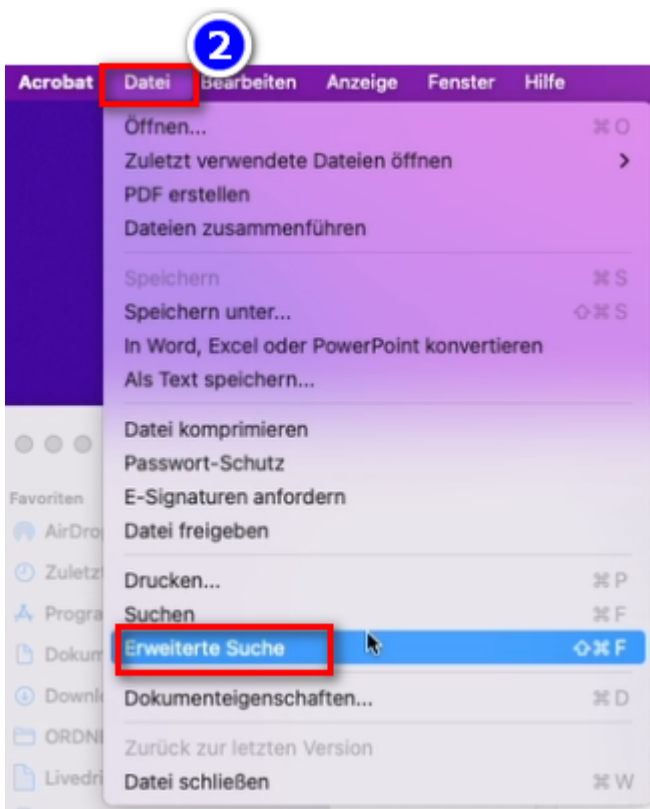 2
Acrobat Datei Bearbeiten Anzeige Fenster Hilfe
Öffnen... ⌘ O
Zuletzt verwendete Dateien öffnen >
PDF erstellen
Dateien zusammenführen
Speichern ⌘ S
Speichern unter... ⇧⌘ S
In Word, Excel oder PowerPoint konvertieren
Als Text speichern...
Datei komprimieren
Passwort-Schutz
Favoriten E-Signaturen anfordern
AirDro Datei freigeben
Zuletzt Drucken... ⌘ P
Progra Suchen ⌘ F
Dokum Erweiterte Suche ⇧⌘ F
Downl Dokumenteigenschaften... ⌘ D
ORDN Zurück zur letzten Version
Livedri Datei schließen ⌘ W